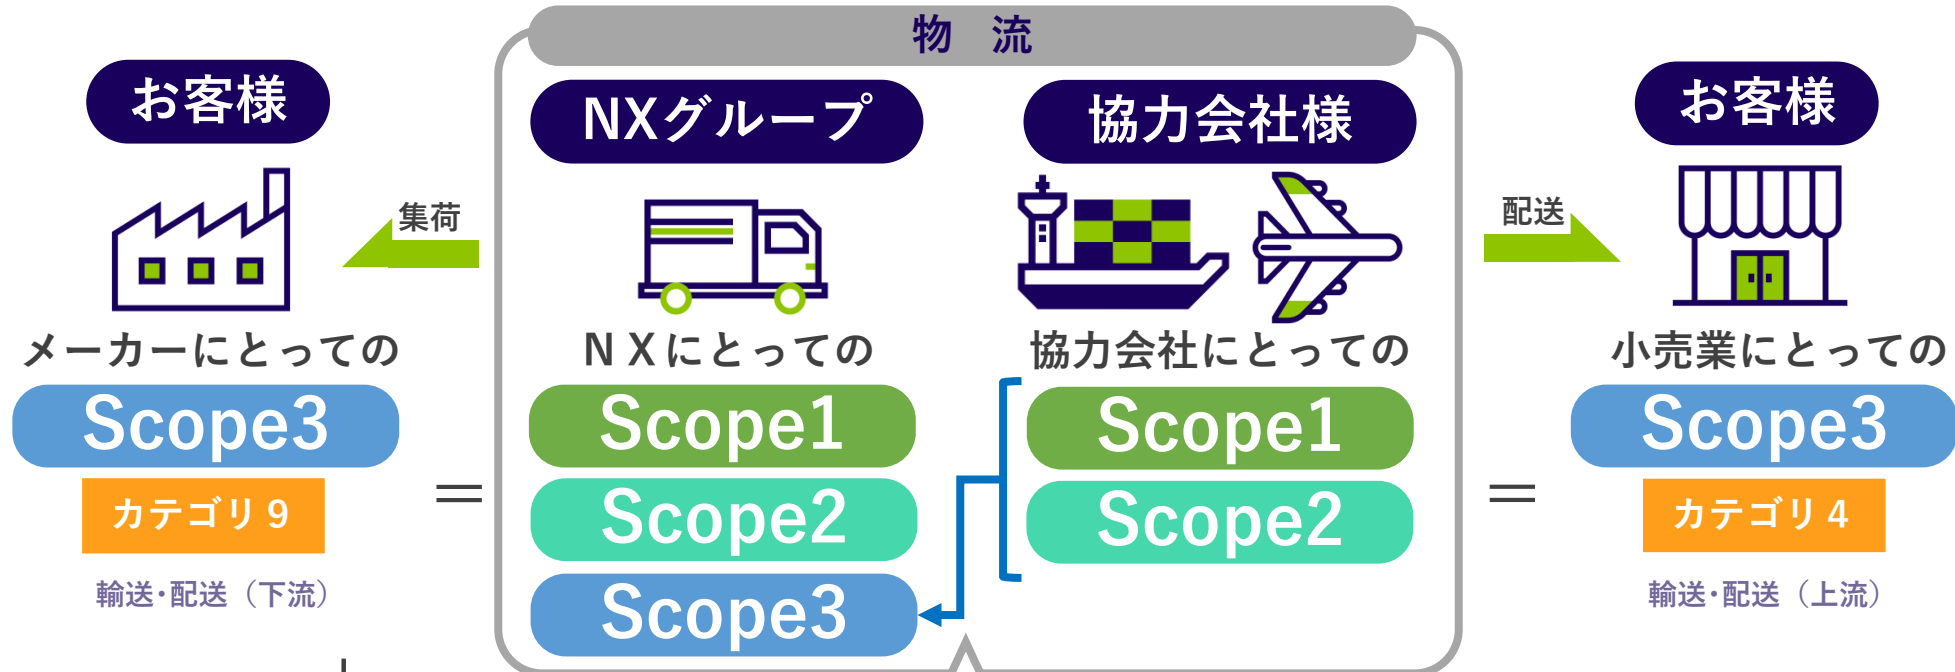 物　流
お客様
NXグループ
協力会社様
お客様
集荷
配送
メーカーにとっての
ＮＸにとっての
協力会社にとっての
小売業にとっての
Scope3
Scope1
Scope1
Scope3
カテゴリ９
＝
Scope2
Scope2
＝
カテゴリ４
輸送・配送（下流）
Scope3
輸送・配送（上流）